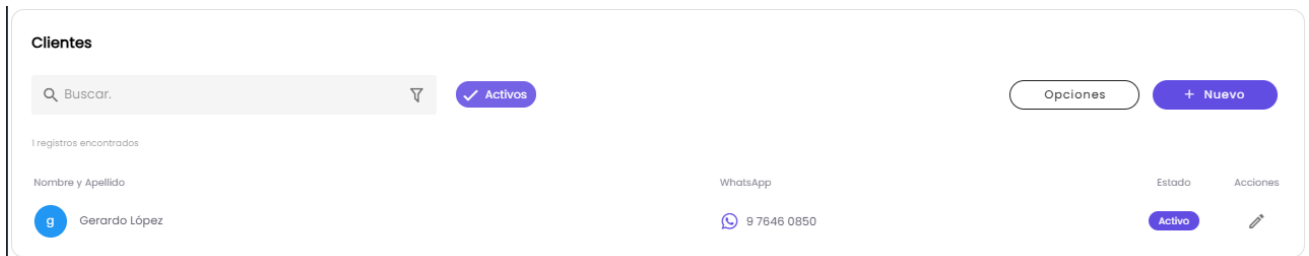 Clientes
Buscar. Activos Opciones + Nuevo
1 registros encontrados
Nombre y Apellido WhatsApp Estado Acciones
g Gerardo López 9 7646 0850 Activo